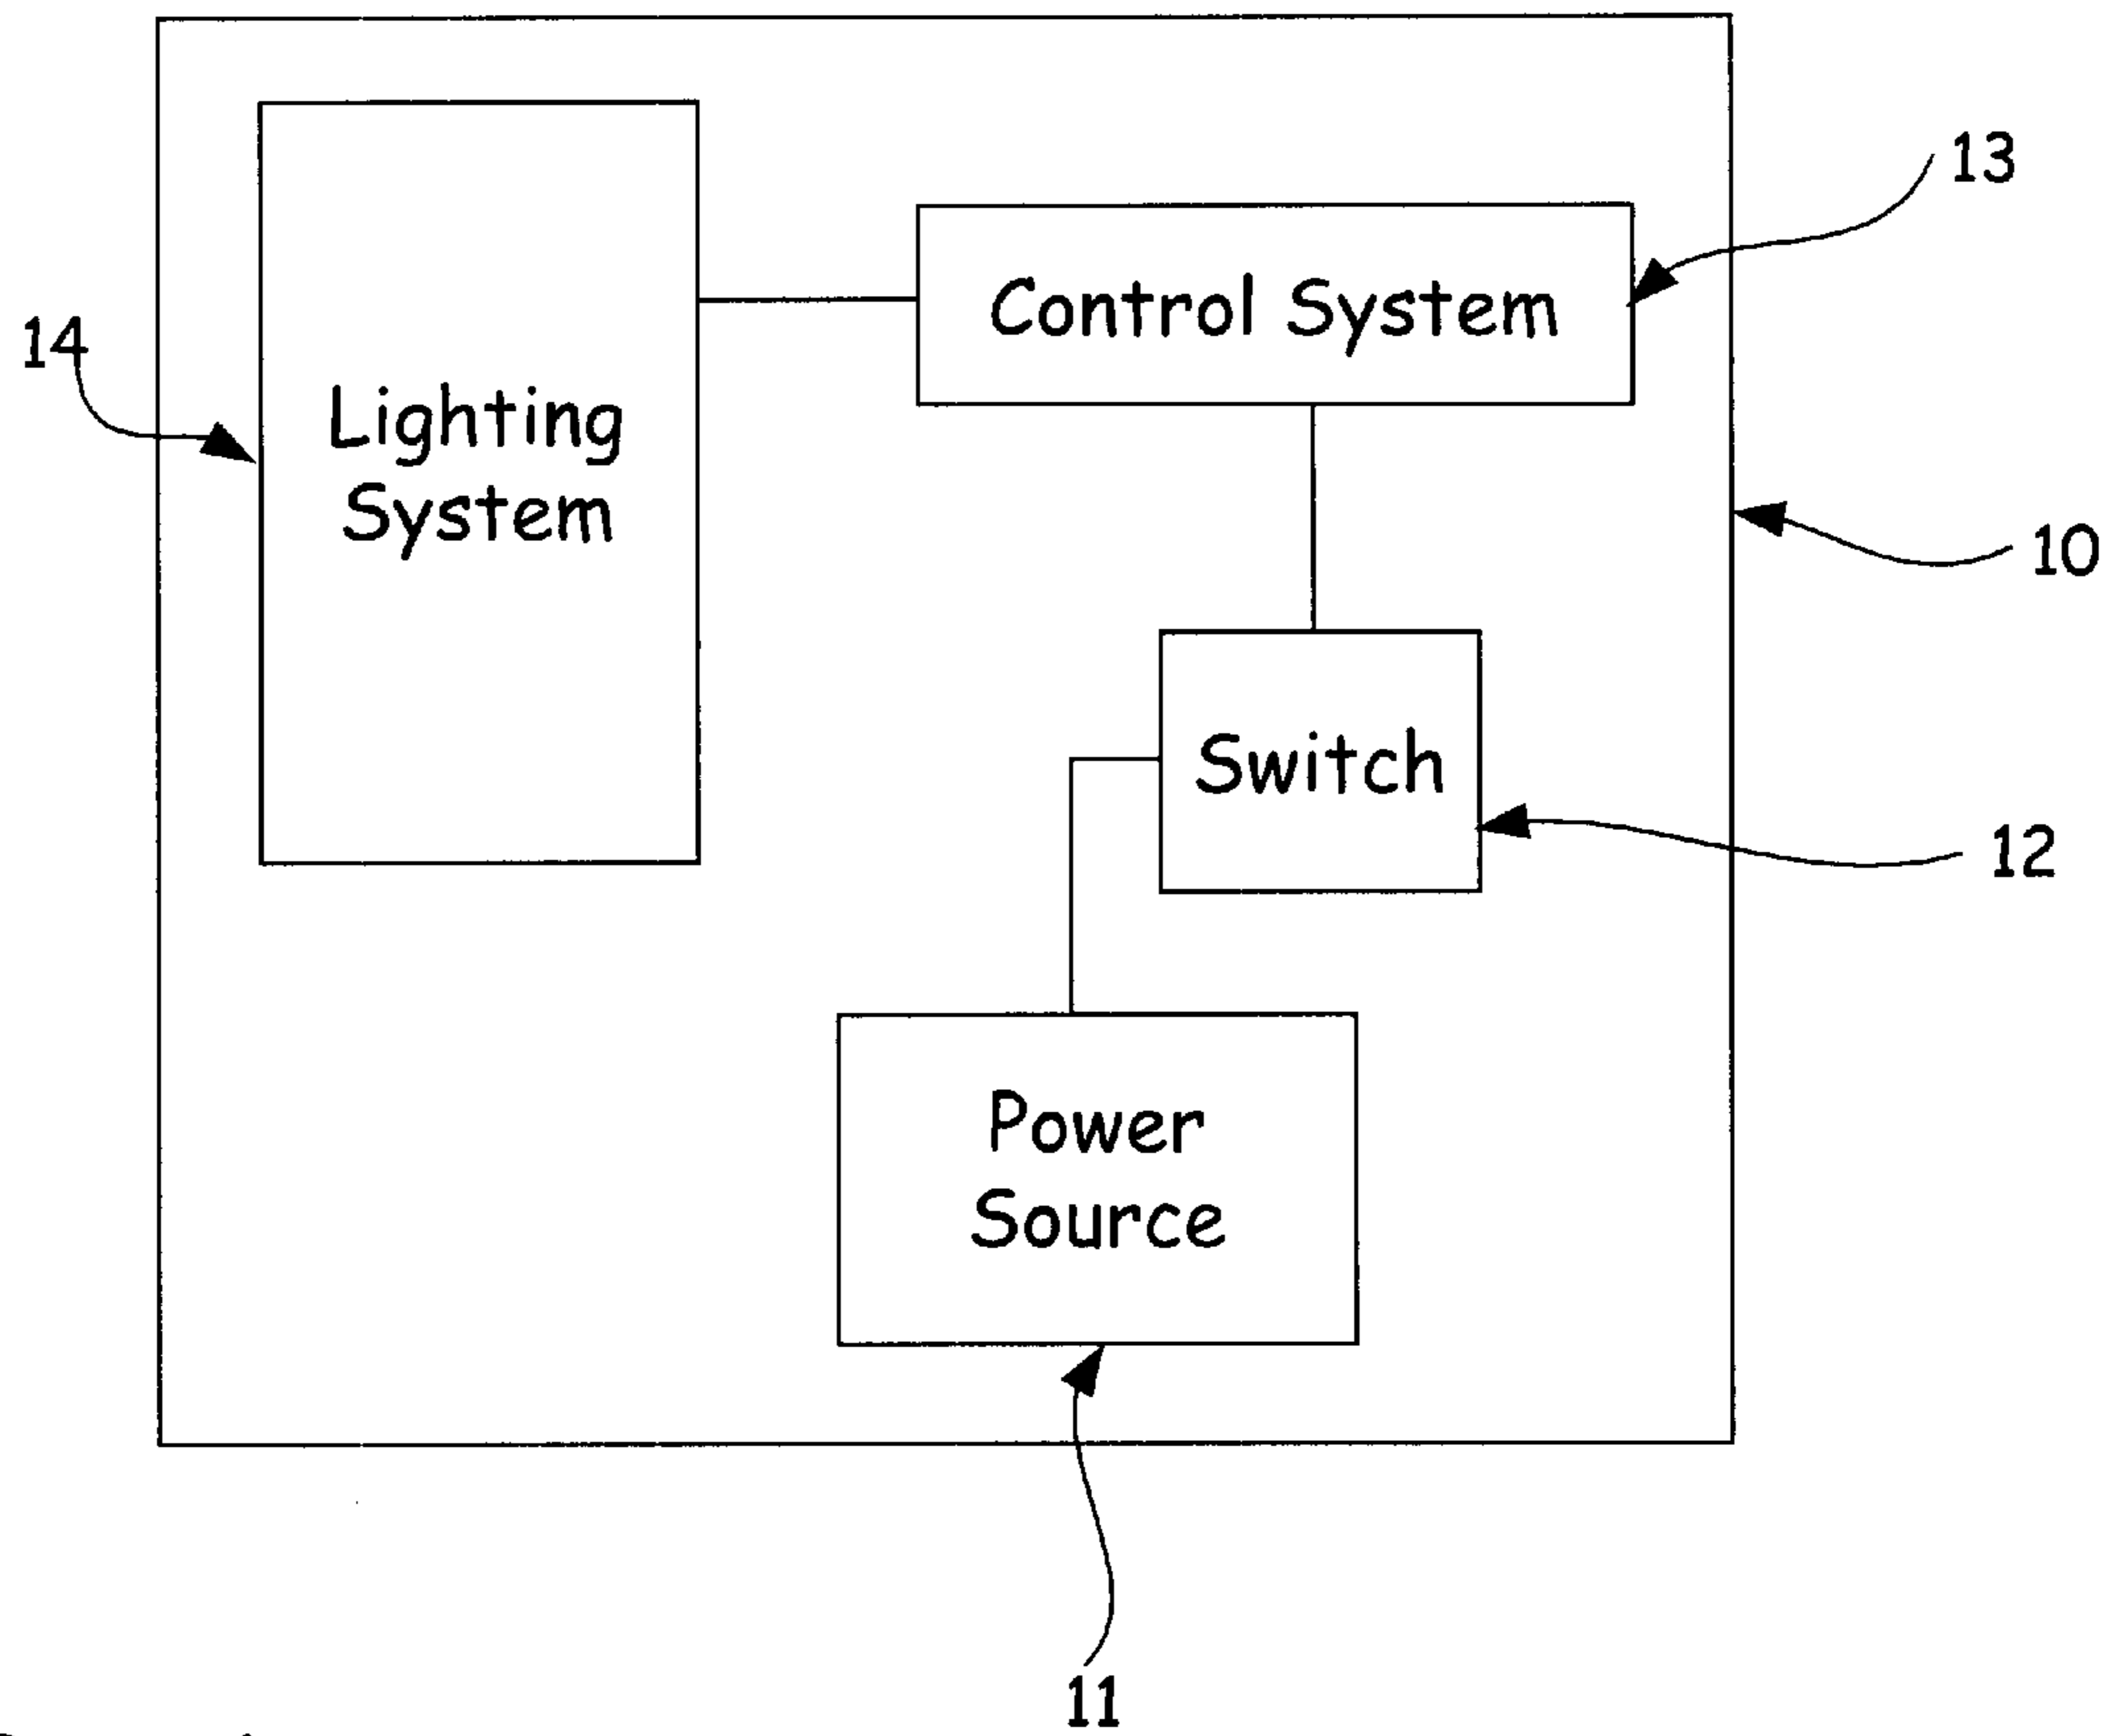 13
Control System
14
Lighting
System
10
Switch
12
Power
Source
11